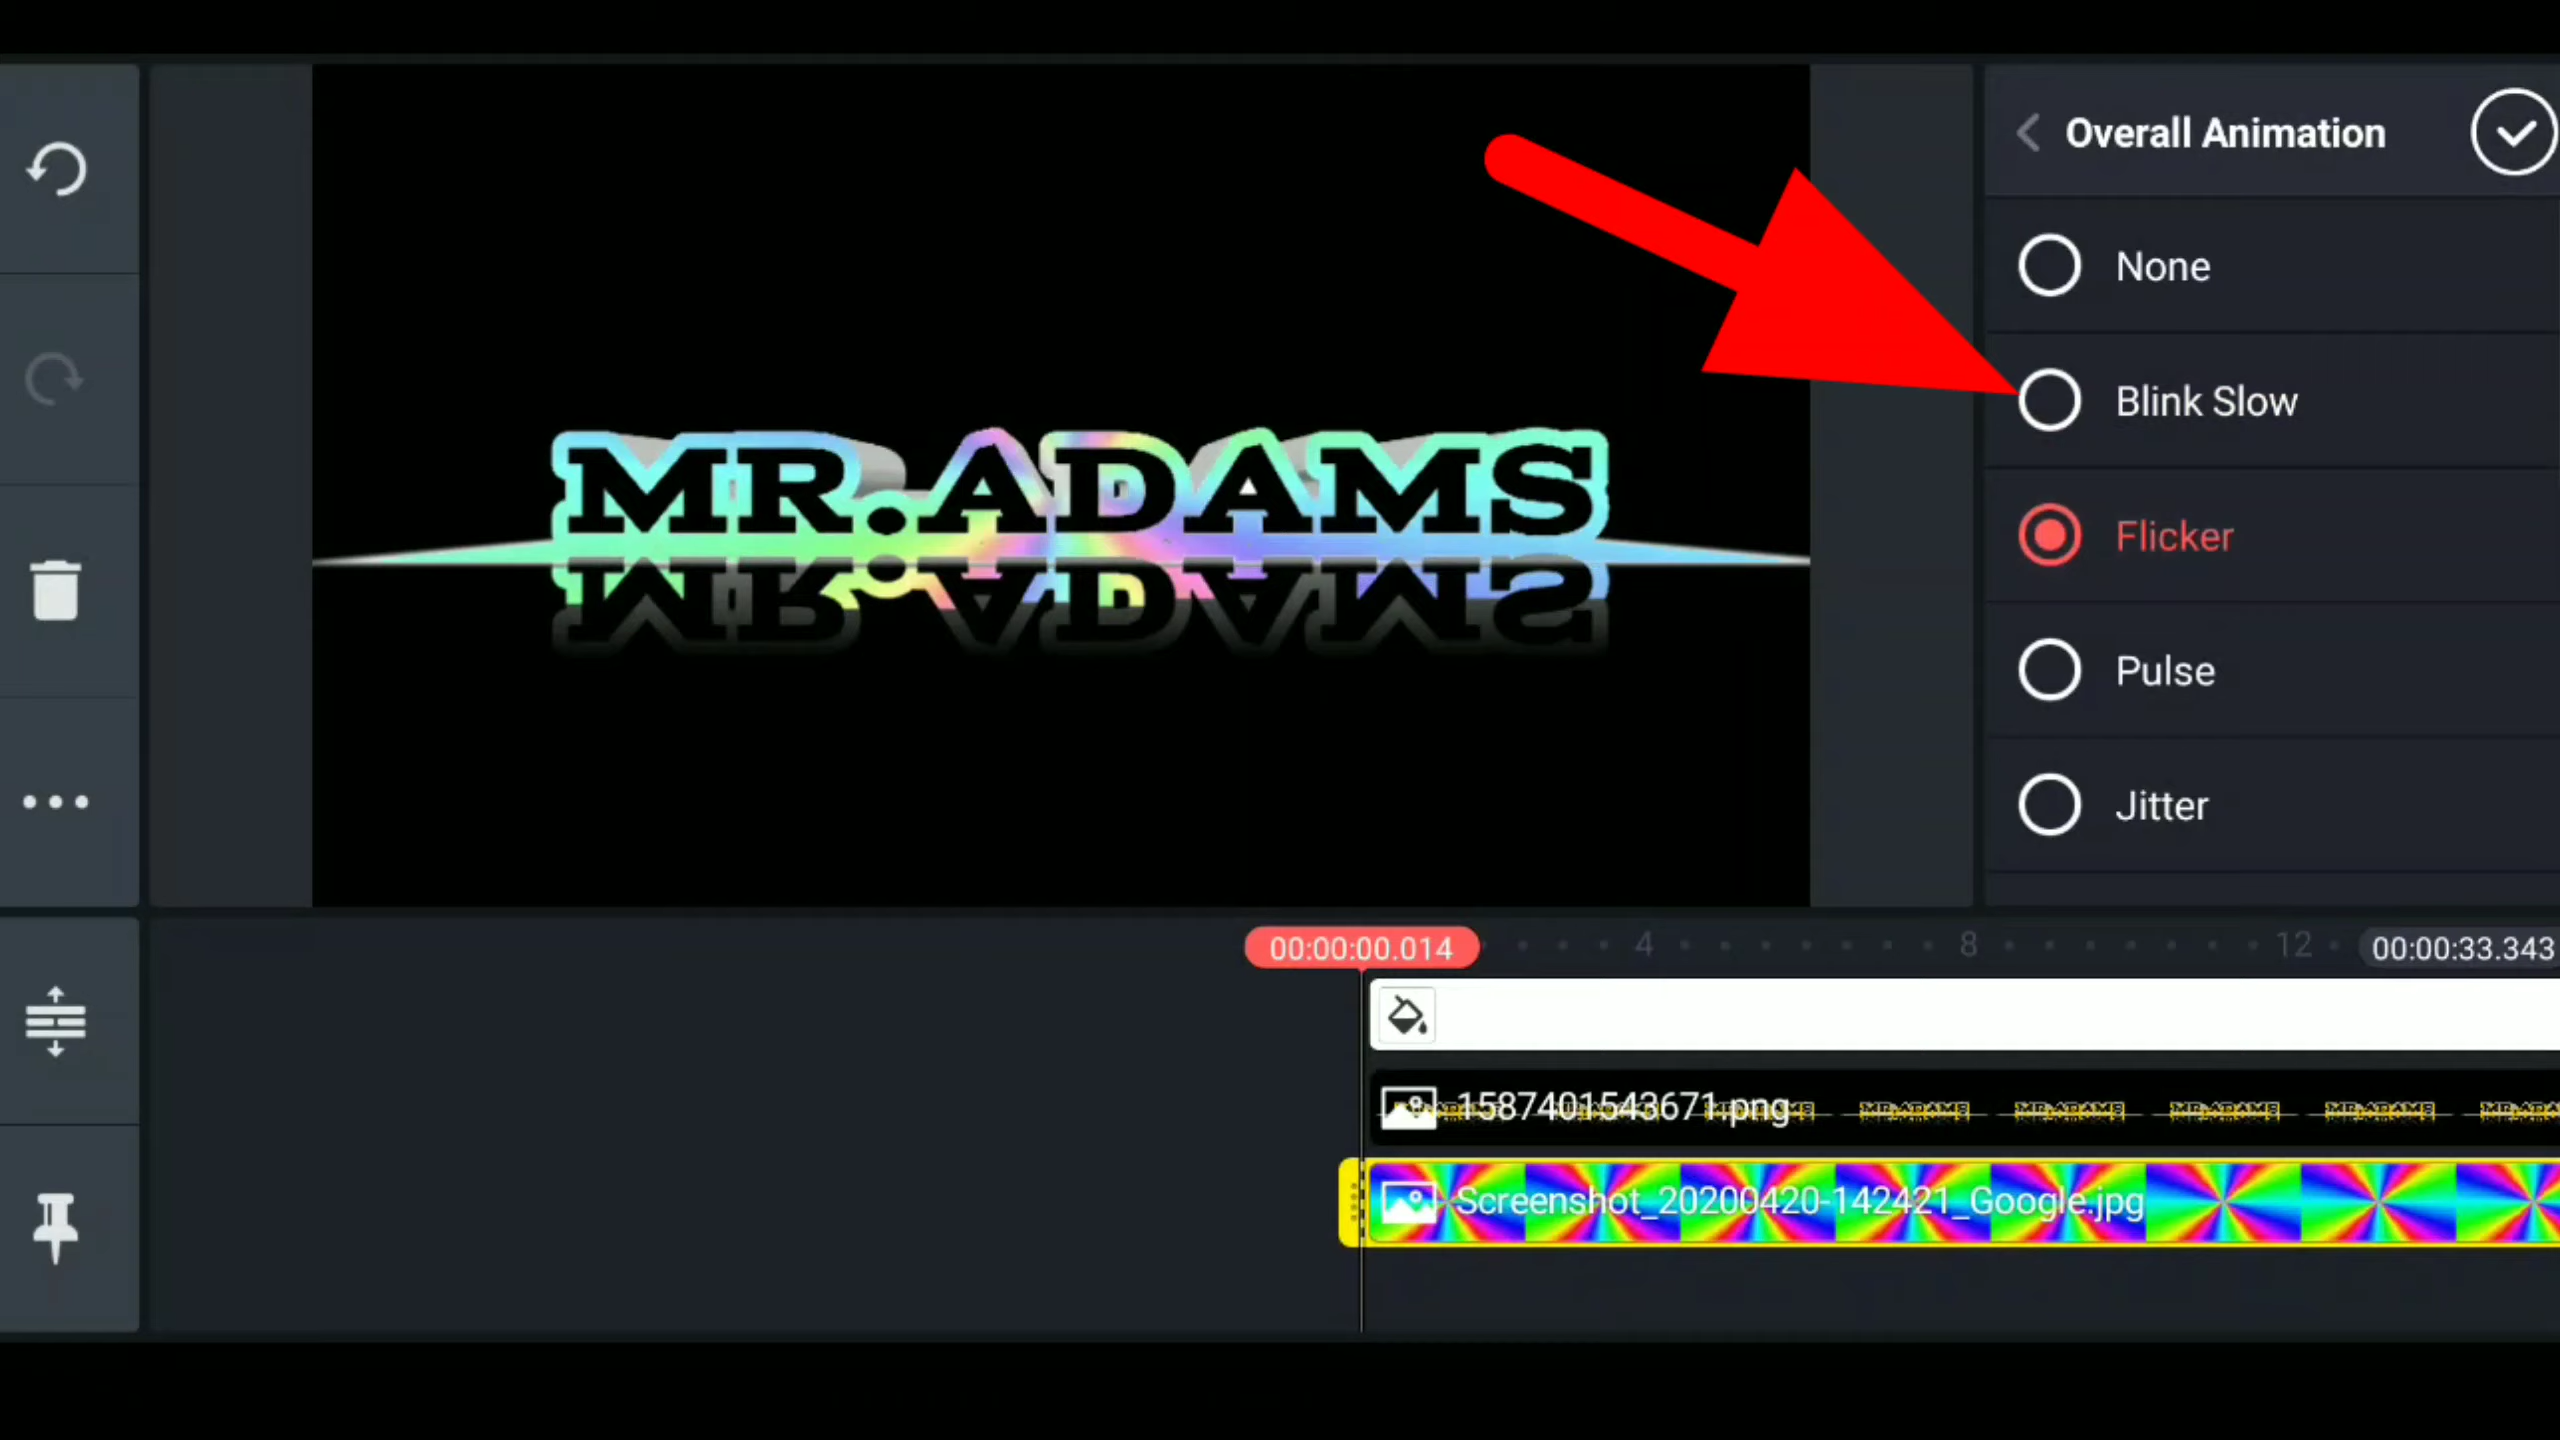 Overall Animation
None
Blink Slow
Flicker
Pulse
Jitter
MR.ADAMS
00:00:00.014
4
8
12
00:00:33.343
1587401543671.png
Screenshot_20200420-142421_Google.jpg